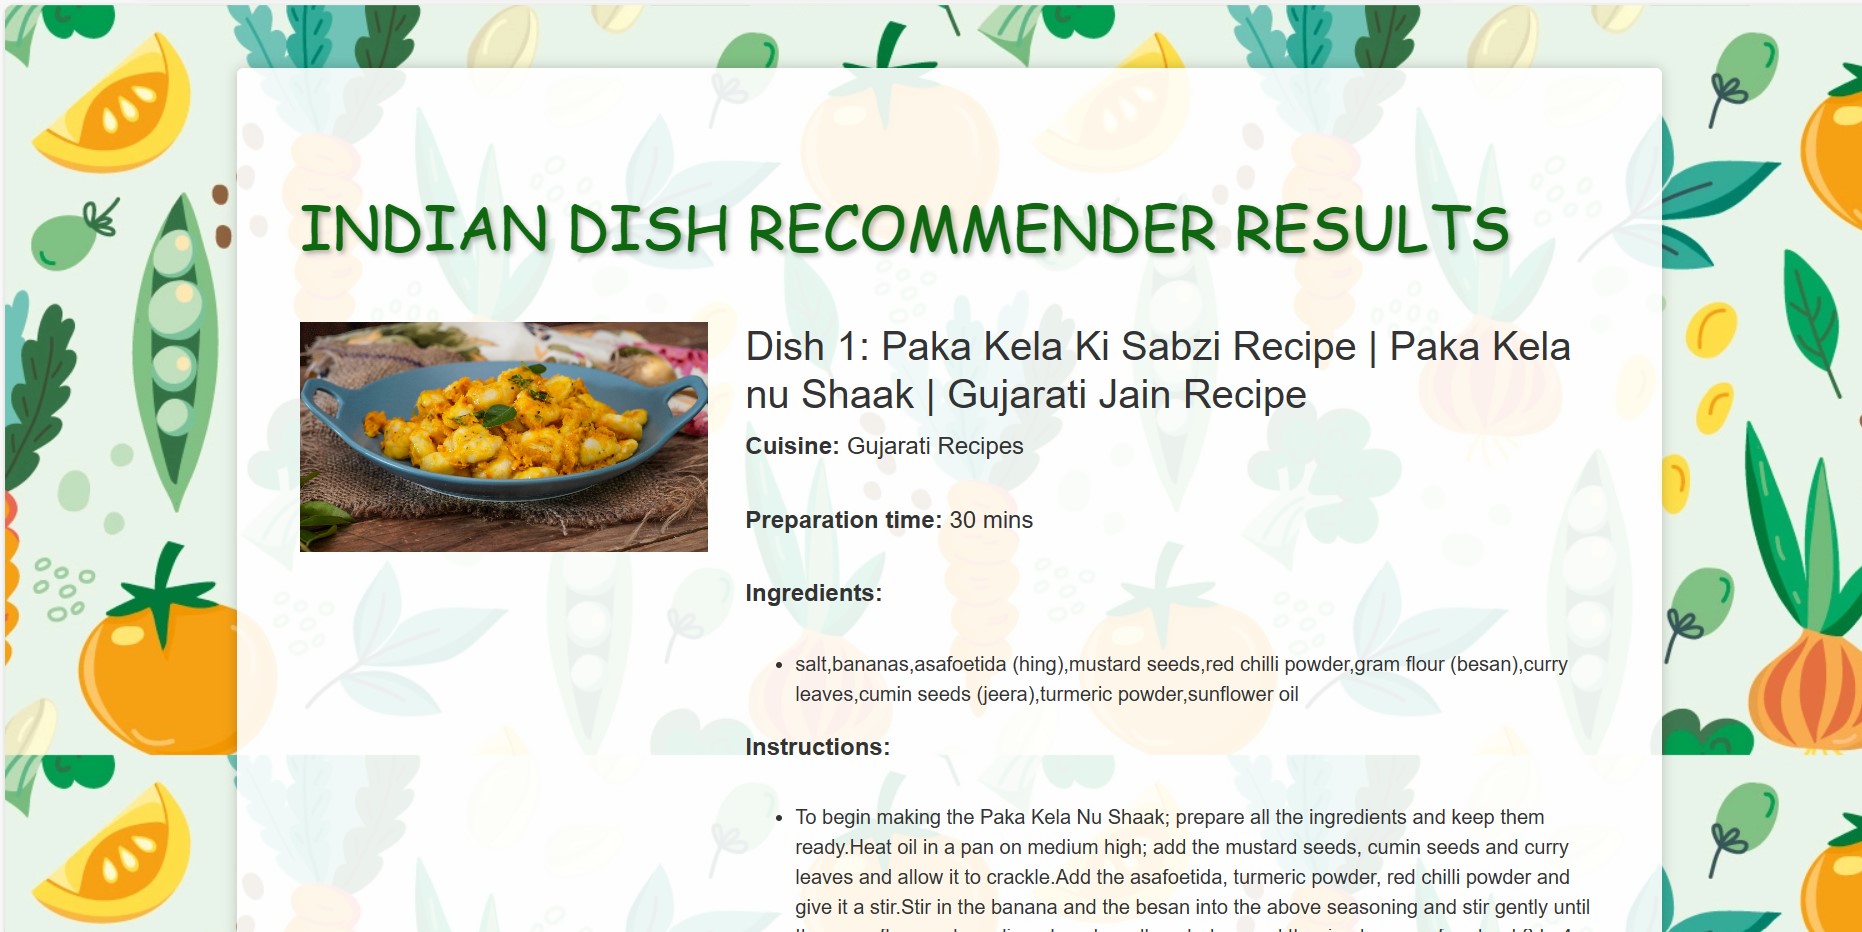 INDIAN DISH RECOMMENDER RESULTS
Dish 1: Paka Kela Ki Sabzi Recipe | Paka Kela
nu Shaak | Gujarati Jain Recipe
Cuisine: Gujarati Recipes
Preparation time: 30 mins
Ingredients:
• salt,bananas,asafoetida (hing),mustard seeds,red chilli powder,gram flour (besan),curry
leaves,cumin seeds (jeera),turmeric powder,sunflower oil
Instructions:
• To begin making the Paka Kela Nu Shaak; prepare all the ingredients and keep them
ready.Heat oil in a pan on medium high; add the mustard seeds, cumin seeds and curry
leaves and allow it to crackle.Add the asafoetida, turmeric powder, red chilli powder and
give it a stir.Stir in the banana and the besan into the above seasoning and stir gently until